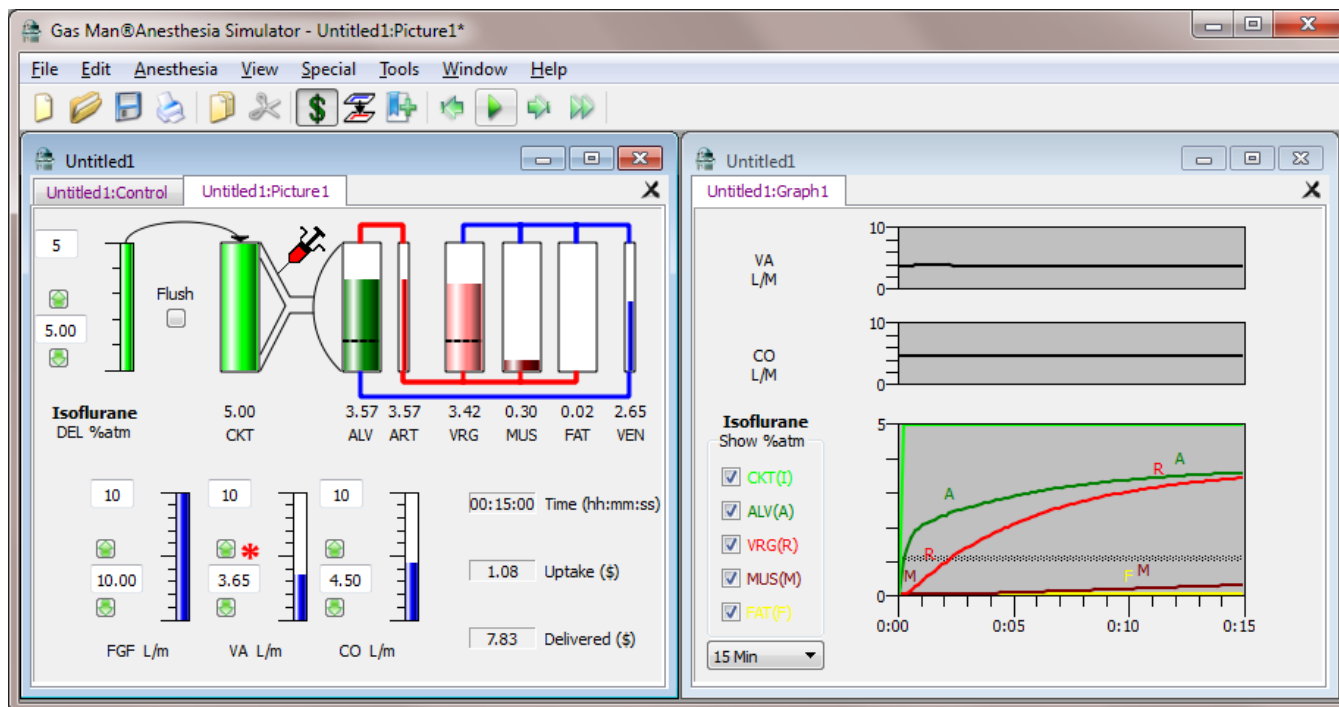 Gas Man®Anesthesia Simulator - Untitled1:Picture1*
File Edit Anesthesia View Special Tools Window Help
$
Untitled1
Untitled1:Control Untitled1:Picture1
5
Flush
5.00
Isoflurane
DEL %atm
5.00 3.57 3.57 3.42 0.30 0.02 2.65
CKT ALV ART VRG MUS FAT VEN
10 10 10
00:15:00 Time (hh:mm:ss)
*
10.00 3.65 4.50
1.08 Uptake ($)
7.83 Delivered ($)
FGF L/m VA L/m CO L/m
Untitled1
Untitled1:Graph1
VA
L/M
10
0
CO
L/M
10
0
Isoflurane
Show %atm
CKT(I)
ALV(A)
VRG(R)
MUS(M)
FAT(F)
15 Min
5
0
A R A
R M F M
0:00 0:05 0:10 0:15